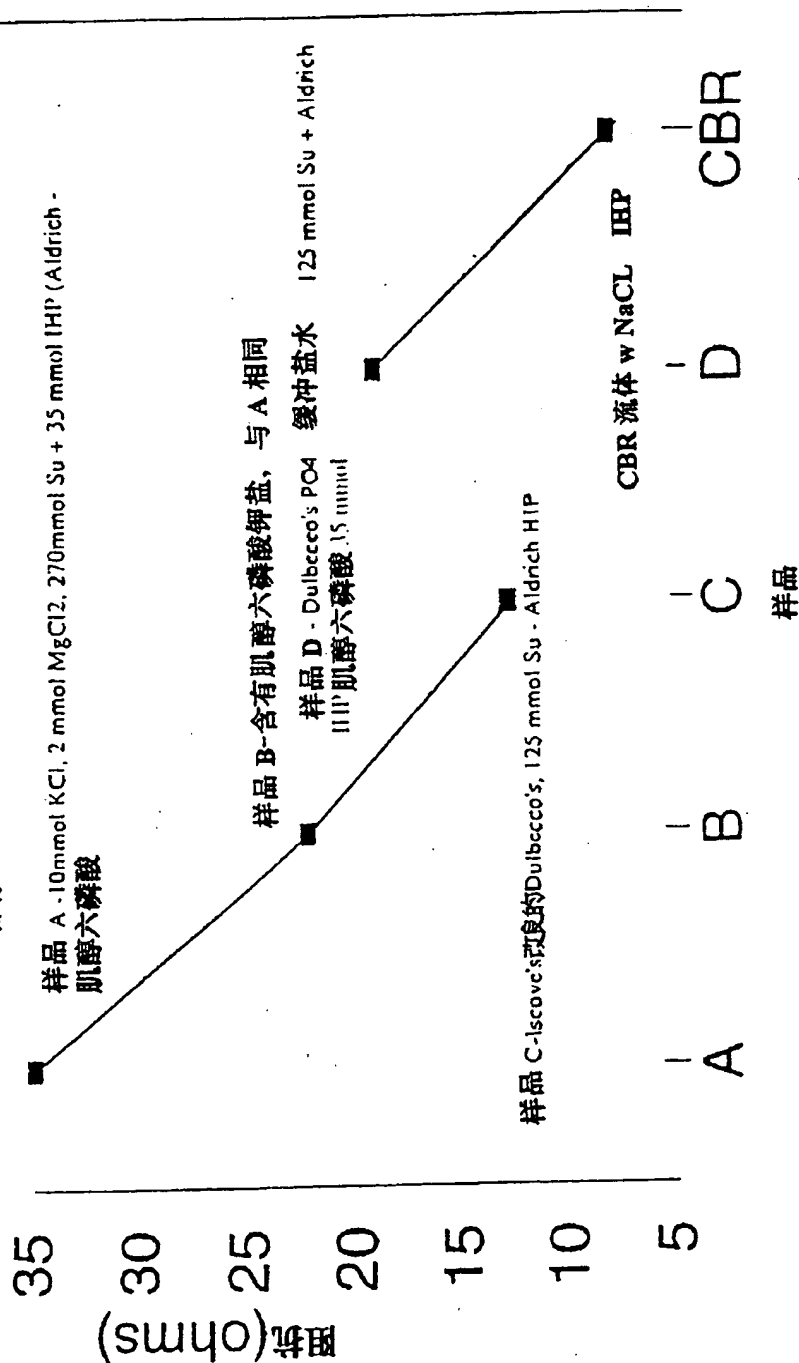 样品 A -10mmol KCl, 2 mmol MgCl2, 270mmol Su + 35 mmol IHP (Aldrich -
肌醇六磷酸
样品 B-含有肌醇六磷酸钾盐，与 A 相同
样品 D - Dulbecco's PO4 缓冲盐水 125 mmol Su + Aldrich
IHP 肌醇六磷酸 35 mmol
样品 C-Iscove's改良的Dulbecco's, 125 mmol Su - Aldrich HIP
CBR 流体 w NaCL IHP
阻抗(ohms)
35
30
25
20
15
10
5
A
B
C
D
CBR
样品